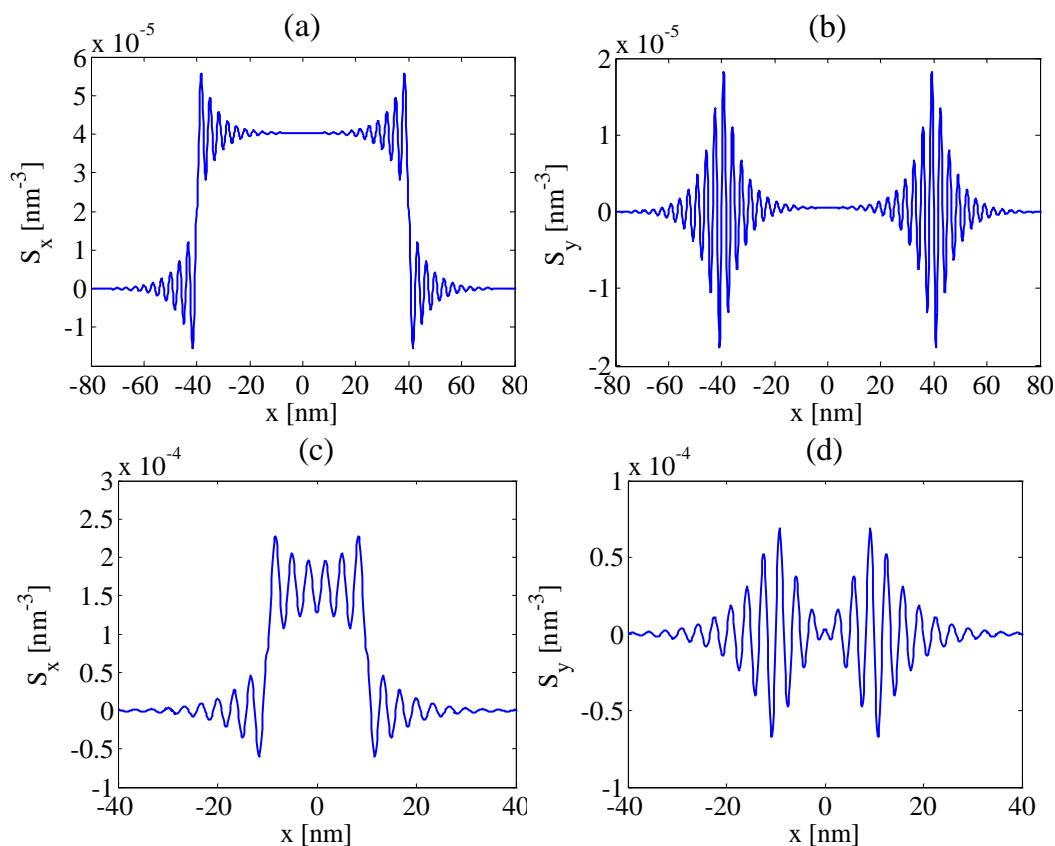 (a)
x 10⁻⁵
6
5
4
3
2
1
0
-1
-80 -60 -40 -20 0 20 40 60 80
x [nm]
Sₓ [nm⁻³]
(b)
x 10⁻⁵
2
1
0
-1
-2
-80 -60 -40 -20 0 20 40 60 80
x [nm]
S_y [nm⁻³]
(c)
x 10⁻⁴
3
2.5
2
1.5
1
0.5
0
-0.5
-1
-40 -20 0 20 40
x [nm]
Sₓ [nm⁻³]
(d)
x 10⁻⁴
1
0.5
0
-0.5
-1
-40 -20 0 20 40
x [nm]
S_y [nm⁻³]